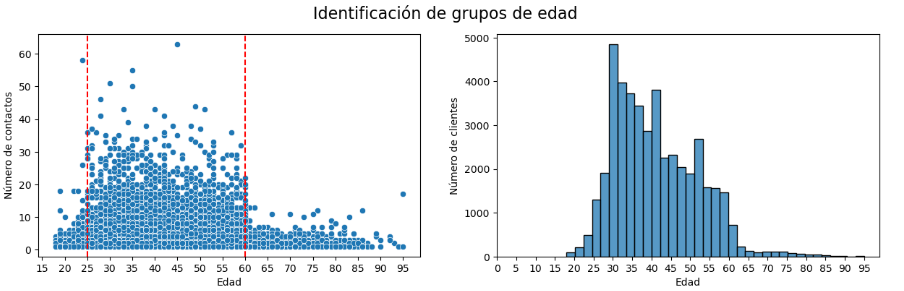 Identificación de grupos de edad
Número de contactos
60
50
40
30
20
10
0
15 20 25 30 35 40 45 50 55 60 65 70 75 80 85 90 95
Edad
Número de clientes
5000
4000
3000
2000
1000
0
0 5 10 15 20 25 30 35 40 45 50 55 60 65 70 75 80 85 90 95
Edad